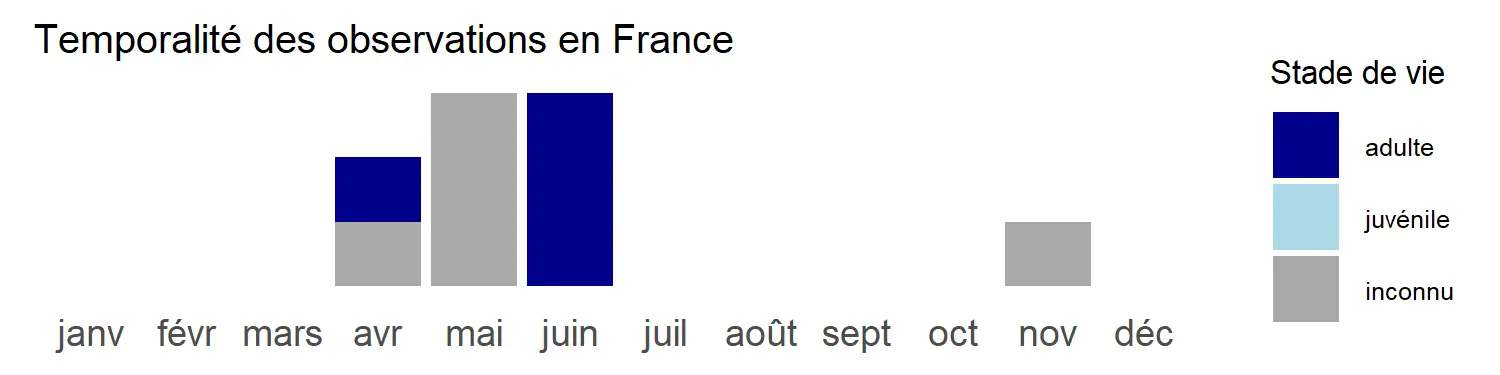 Temporalité des observations en France
Stade de vie
adulte
juvénile
inconnu
janv févr mars avr mai juin juil août sept oct nov déc